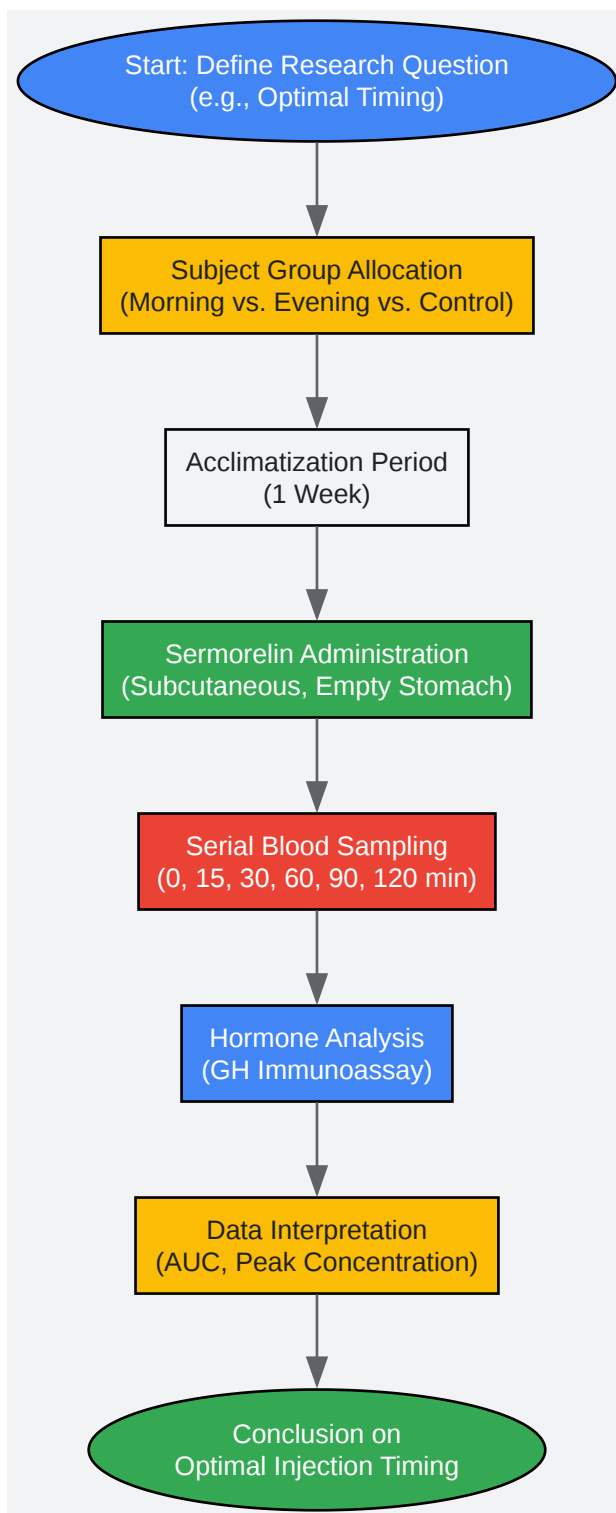 Start: Define Research Question
(e.g., Optimal Timing)
Subject Group Allocation
(Morning vs. Evening vs. Control)
Acclimatization Period
(1 Week)
Sermorelin Administration
(Subcutaneous, Empty Stomach)
Serial Blood Sampling
(0, 15, 30, 60, 90, 120 min)
Hormone Analysis
(GH Immunoassay)
Data Interpretation
(AUC, Peak Concentration)
Conclusion on
Optimal Injection Timing